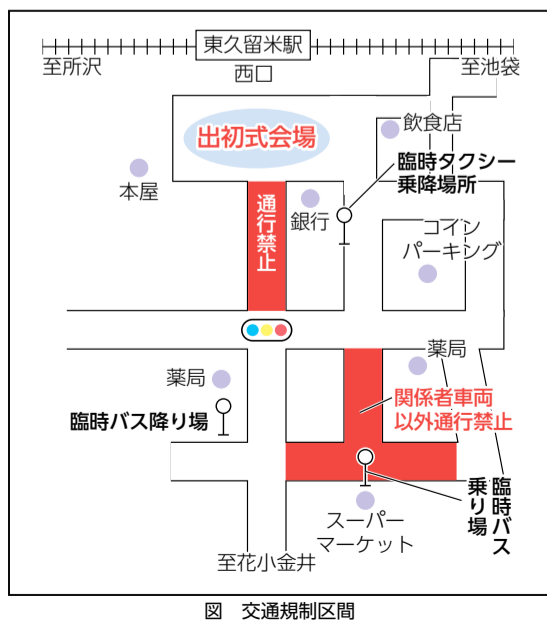 東久留米駅
至所沢
西口
至池袋
出初式会場
飲食店
臨時タクシー
乗降場所
本屋
通行禁止
銀行
コイン
パーキング
薬局
薬局
関係者車両
以外通行禁止
臨時バス降り場
臨時バス
乗り場
スーパー
マーケット
至花小金井
図 交通規制区間